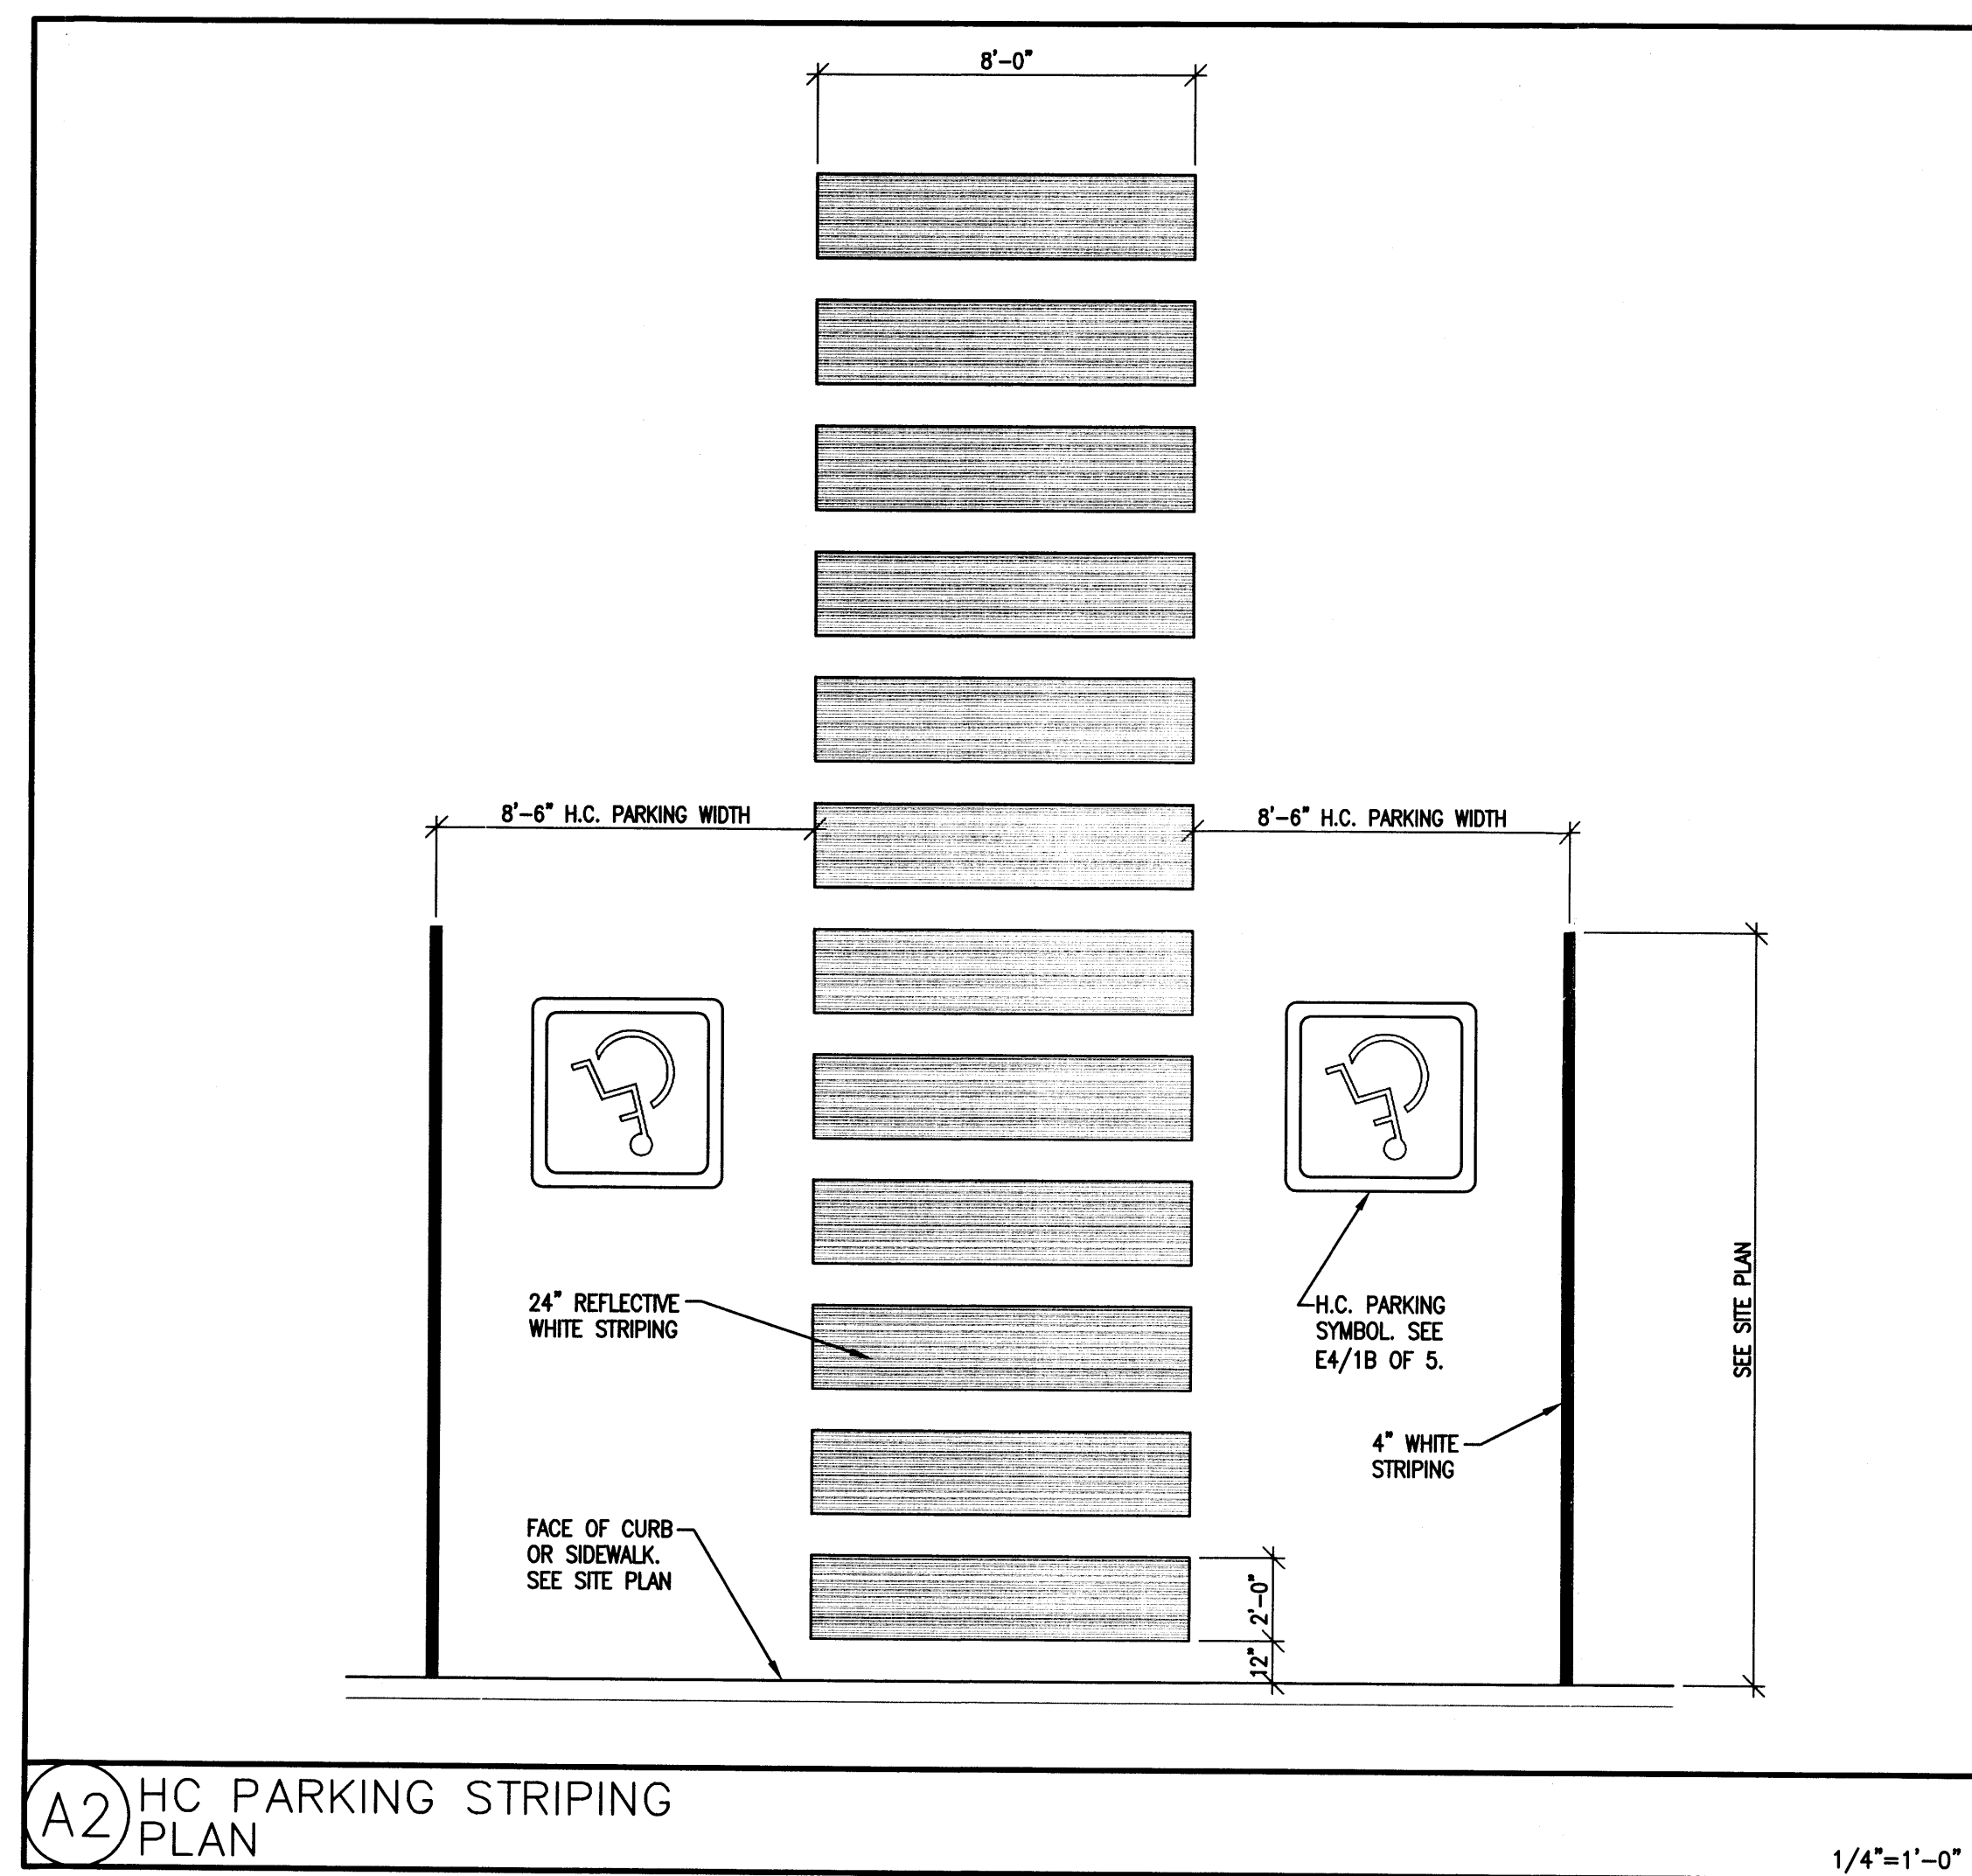 8'-0"
8'-6" H.C. PARKING WIDTH
8'-6" H.C. PARKING WIDTH
24" REFLECTIVE
WHITE STRIPING
H.C. PARKING
SYMBOL. SEE
E4/1B OF 5.
SEE SITE PLAN
4" WHITE
STRIPING
FACE OF CURB
OR SIDEWALK.
SEE SITE PLAN
2'-0"
12"
A2
HC PARKING STRIPING
PLAN
1/4"=1'-0"